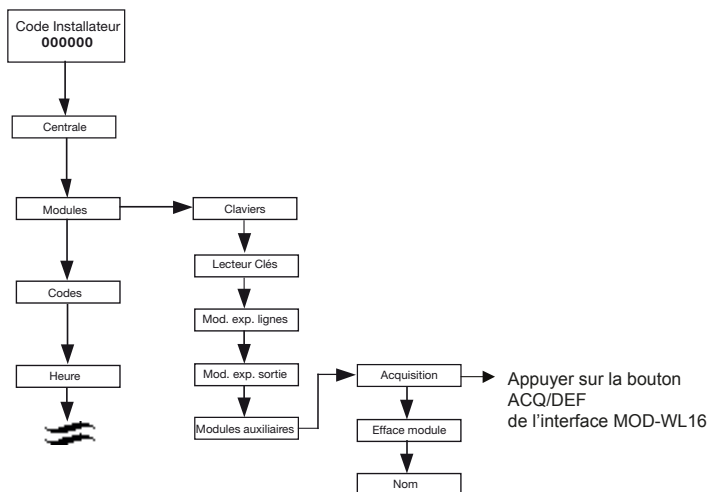 Code Installateur
000000
Centrale
Modules
Claviers
Lecteur Clés
Codes
Mod. exp. lignes
Heure
Mod. exp. sortie
Acquisition
Appuyer sur la bouton
ACQ/DEF
de l'interface MOD-WL16
Modules auxiliaires
Efface module
Nom